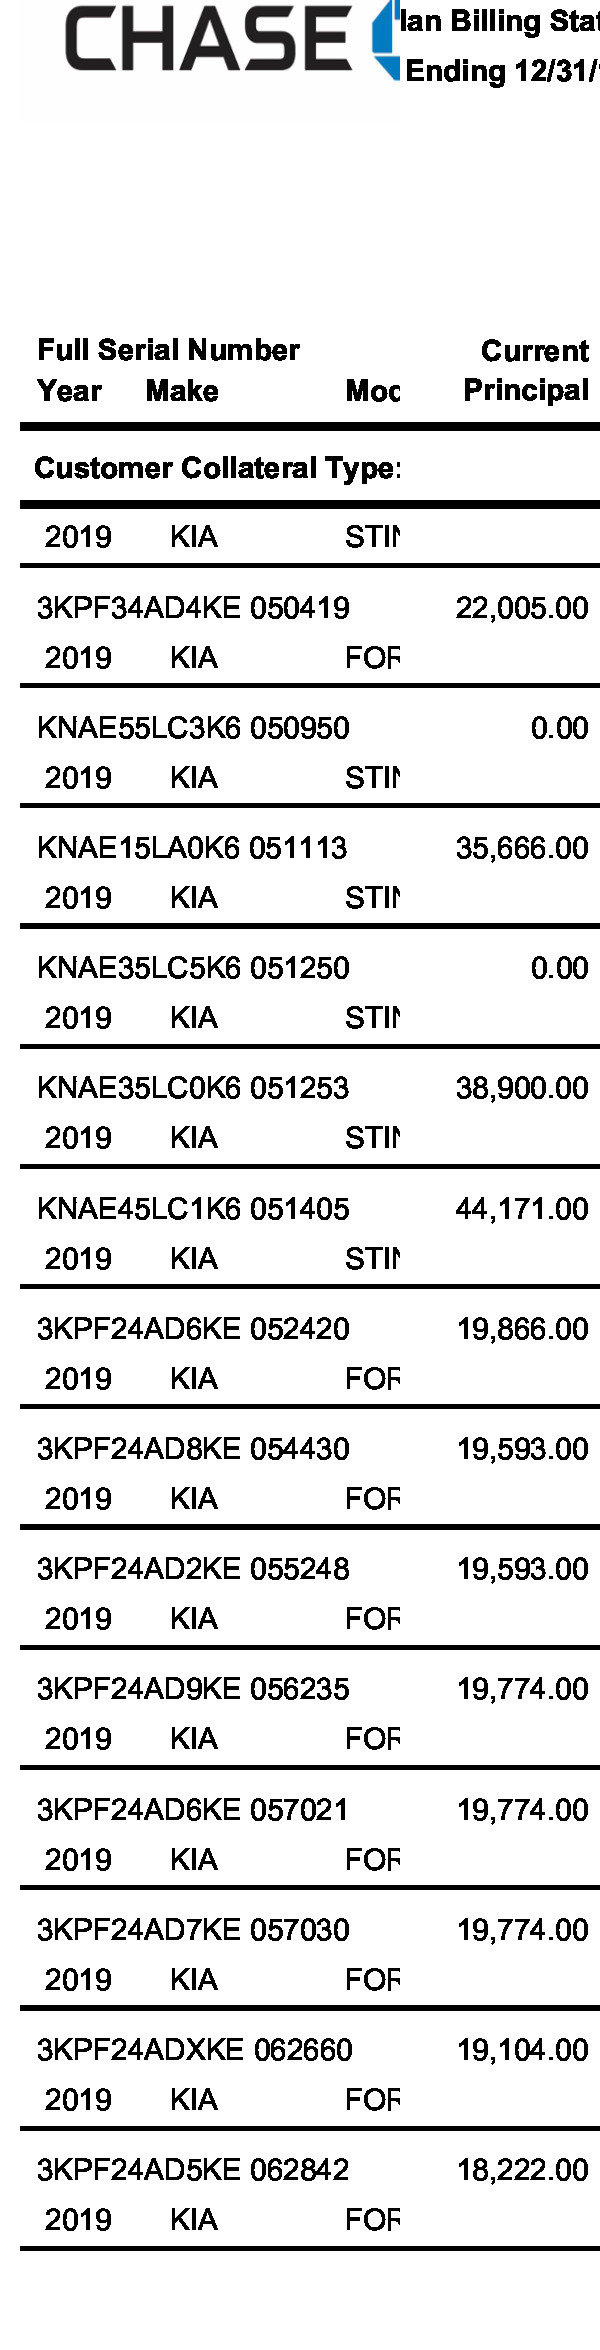 CHASE lan Billing Stat
Ending 12/31/
Full Serial Number Current
Year Make Moc Principal
Customer Collateral Type:
2019 KIA STIN
3KPF34AD4KE 050419 22,005.00
2019 KIA FOR
KNAE55LC3K6 050950 0.00
2019 KIA STIN
KNAE15LA0K6 051113 35,666.00
2019 KIA STIN
KNAE35LC5K6 051250 0.00
2019 KIA STIN
KNAE35LC0K6 051253 38,900.00
2019 KIA STIN
KNAE45LC1K6 051405 44,171.00
2019 KIA STIN
3KPF24AD6KE 052420 19,866.00
2019 KIA FOR
3KPF24AD8KE 054430 19,593.00
2019 KIA FOR
3KPF24AD2KE 055248 19,593.00
2019 KIA FOR
3KPF24AD9KE 056235 19,774.00
2019 KIA FOR
3KPF24AD6KE 057021 19,774.00
2019 KIA FOR
3KPF24AD7KE 057030 19,774.00
2019 KIA FOR
3KPF24ADXKE 062660 19,104.00
2019 KIA FOR
3KPF24AD5KE 062842 18,222.00
2019 KIA FOR